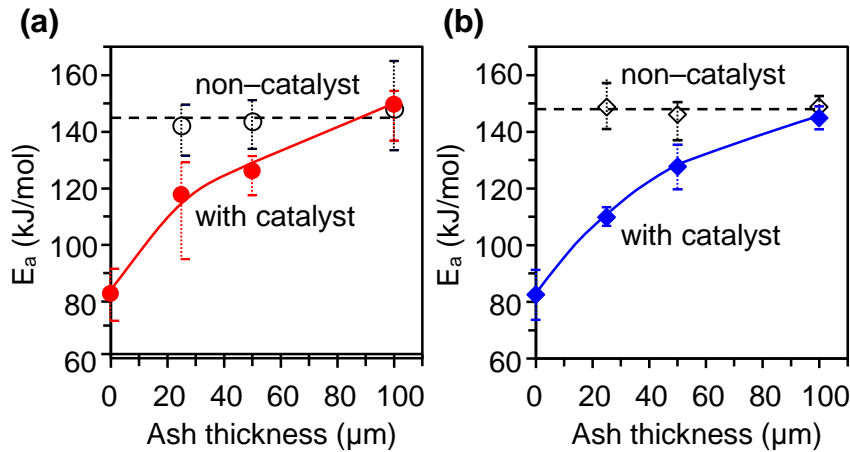 (a)
160
140
120
100
80
60
Eₐ (kJ/mol)
non–catalyst
with catalyst
0 20 40 60 80 100
Ash thickness (μm)
(b)
160
140
120
100
80
60
Eₐ (kJ/mol)
non–catalyst
with catalyst
0 20 40 60 80 100
Ash thickness (μm)